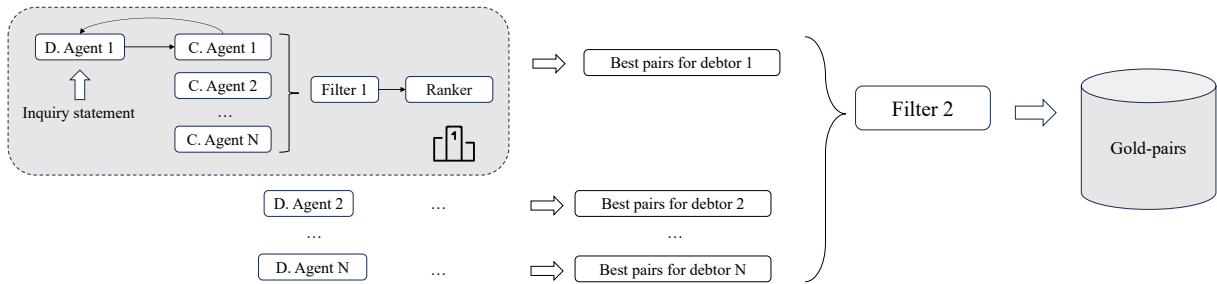 D. Agent 1
C. Agent 1
Inquiry statement
C. Agent 2
...
C. Agent N
Filter 1
Ranker
1
Best pairs for debtor 1
D. Agent 2
...
Best pairs for debtor 2
...
...
D. Agent N
...
Best pairs for debtor N
Filter 2
Gold-pairs